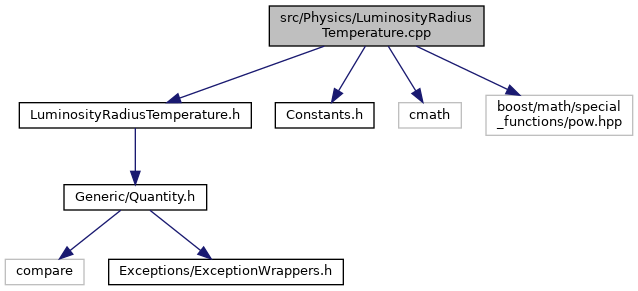 src/Physics/LuminosityRadius
Temperature.cpp
LuminosityRadiusTemperature.h
Constants.h
cmath
boost/math/special
_functions/pow.hpp
Generic/Quantity.h
compare
Exceptions/ExceptionWrappers.h